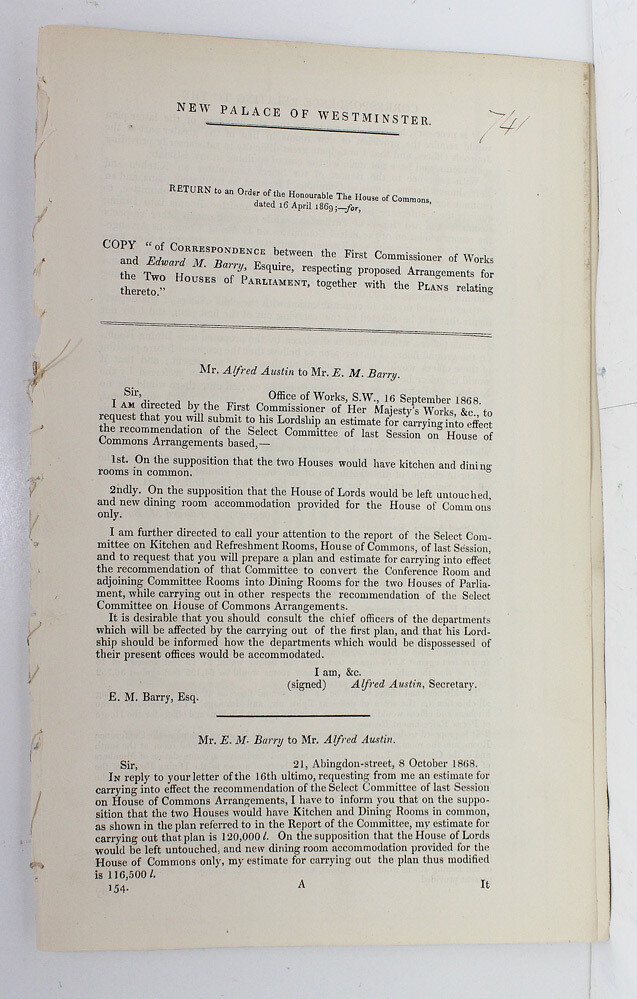 NEW PALACE OF WESTMINSTER.
741
RETURN to an Order of the Honourable The House of Commons,
dated 16 April 1869;—for,
COPY "of CORRESPONDENCE between the First Commissioner of Works
and Edward M. Barry, Esquire, respecting proposed Arrangements for
the TWO HOUSES of PARLIAMENT, together with the PLANS relating
thereto."
Mr. Alfred Austin to Mr. E. M. Barry.
Sir, Office of Works, S.W., 16 September 1868.
I AM directed by the First Commissioner of Her Majesty's Works, &c., to
request that you will submit to his Lordship an estimate for carrying into effect
the recommendation of the Select Committee of last Session on House of
Commons Arrangements based,—
1st. On the supposition that the two Houses would have kitchen and dining
rooms in common.
2ndly. On the supposition that the House of Lords would be left untouched,
and new dining room accommodation provided for the House of Commons
only.
I am further directed to call your attention to the report of the Select Com-
mittee on Kitchen and Refreshment Rooms, House of Commons, of last Session,
and to request that you will prepare a plan and estimate for carrying into effect
the recommendation of that Committee to convert the Conference Room and
adjoining Committee Rooms into Dining Rooms for the two Houses of Parlia-
ment, while carrying out in other respects the recommendation of the Select
Committee on House of Commons Arrangements.
It is desirable that you should consult the chief officers of the departments
which will be affected by the carrying out of the first plan, and that his Lord-
ship should be informed how the departments which would be dispossessed of
their present offices would be accommodated.
I am, &c.
(signed) Alfred Austin, Secretary.
E. M. Barry, Esq.
Mr. E. M. Barry to Mr. Alfred Austin.
Sir, 21, Abingdon-street, 8 October 1868.
IN reply to your letter of the 16th ultimo, requesting from me an estimate for
carrying into effect the recommendation of the Select Committee of last Session
on House of Commons Arrangements, I have to inform you that on the suppo-
sition that the two Houses would have Kitchen and Dining Rooms in common,
as shown in the plan referred to in the Report of the Committee, my estimate for
carrying out that plan is 120,000 l. On the supposition that the House of Lords
would be left untouched, and new dining room accommodation provided for the
House of Commons only, my estimate for carrying out the plan thus modified
is 116,500 l.
154. A It